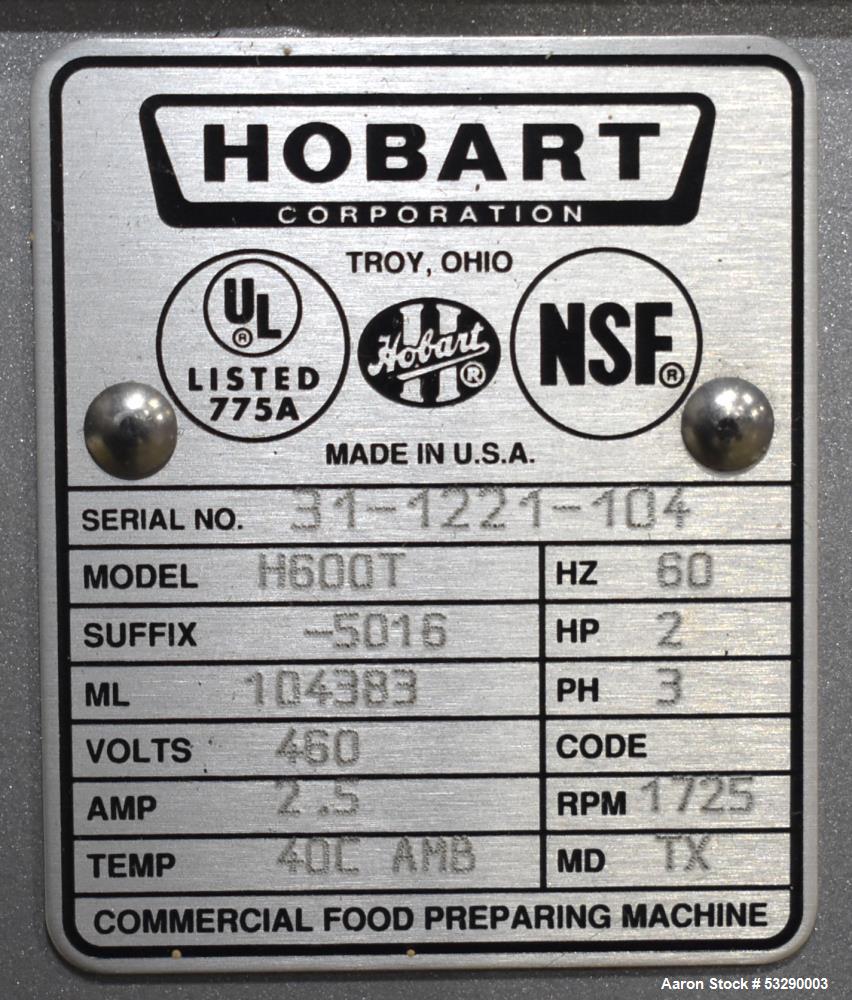 HOBART
CORPORATION
TROY, OHIO
UL ®
LISTED
775A
Hobart ®
NSF®
MADE IN U.S.A.
SERIAL NO. 31-1221-104
MODEL H600T HZ 60
SUFFIX -5016 HP 2
ML 104383 PH 3
VOLTS 460 CODE
AMP 2.5 RPM 1725
TEMP 40C AMB MD TX
COMMERCIAL FOOD PREPARING MACHINE
Aaron Stock # 53290003